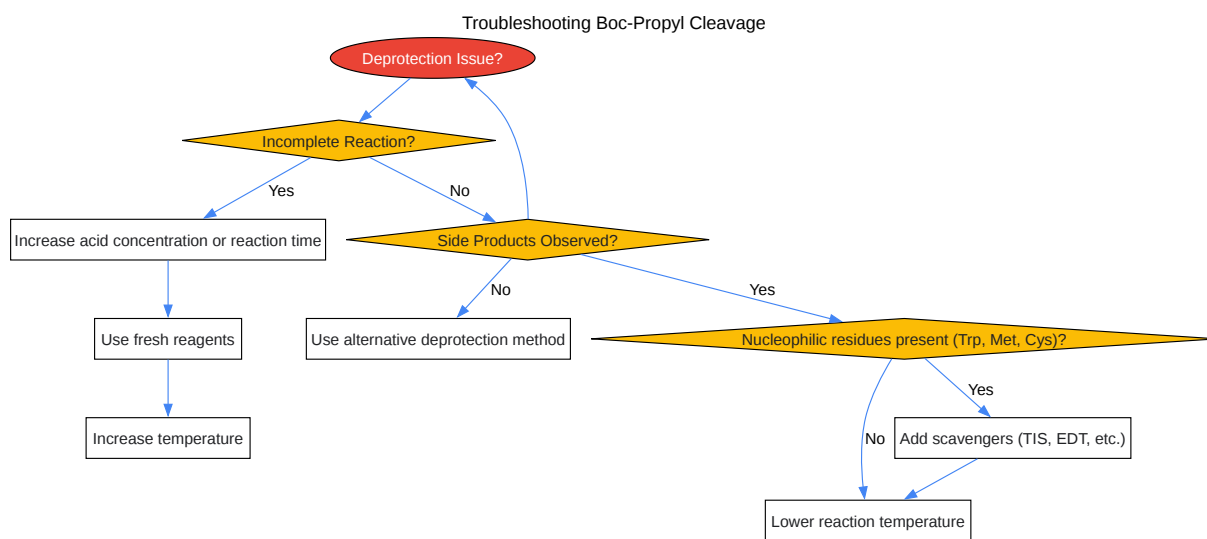 Troubleshooting Boc-Propyl Cleavage
Deprotection Issue?
Incomplete Reaction?
Yes
No
Increase acid concentration or reaction time
Side Products Observed?
No
Yes
Use fresh reagents
Use alternative deprotection method
Nucleophilic residues present (Trp, Met, Cys)?
Yes
Increase temperature
No
Add scavengers (TIS, EDT, etc.)
Lower reaction temperature